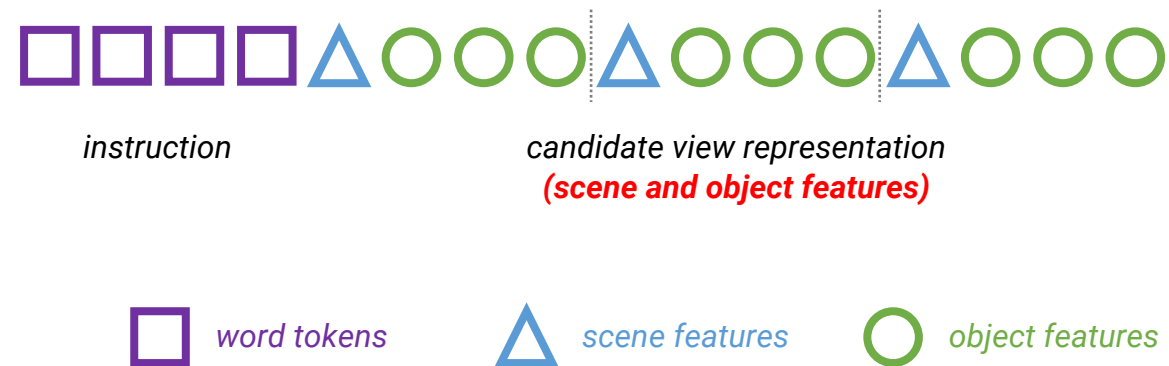 instruction
candidate view representation
(scene and object features)
word tokens
scene features
object features